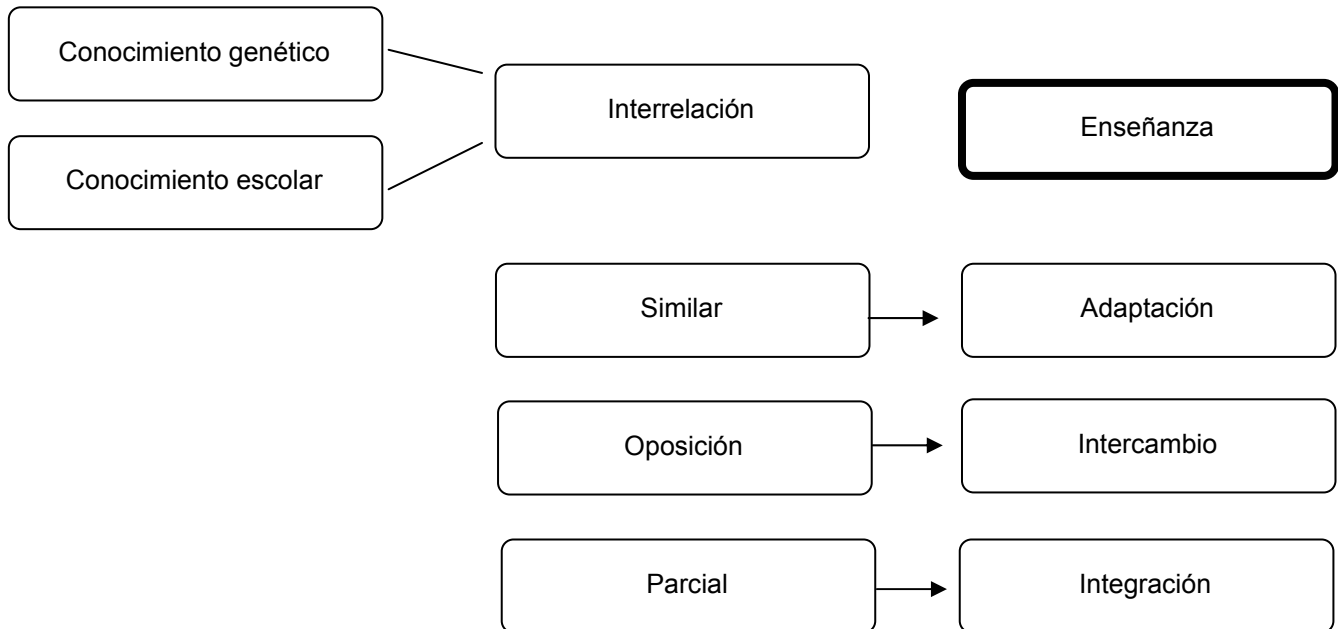 Conocimiento genético
Conocimiento escolar
Interrelación
Enseñanza
Similar
Adaptación
Oposición
Intercambio
Parcial
Integración